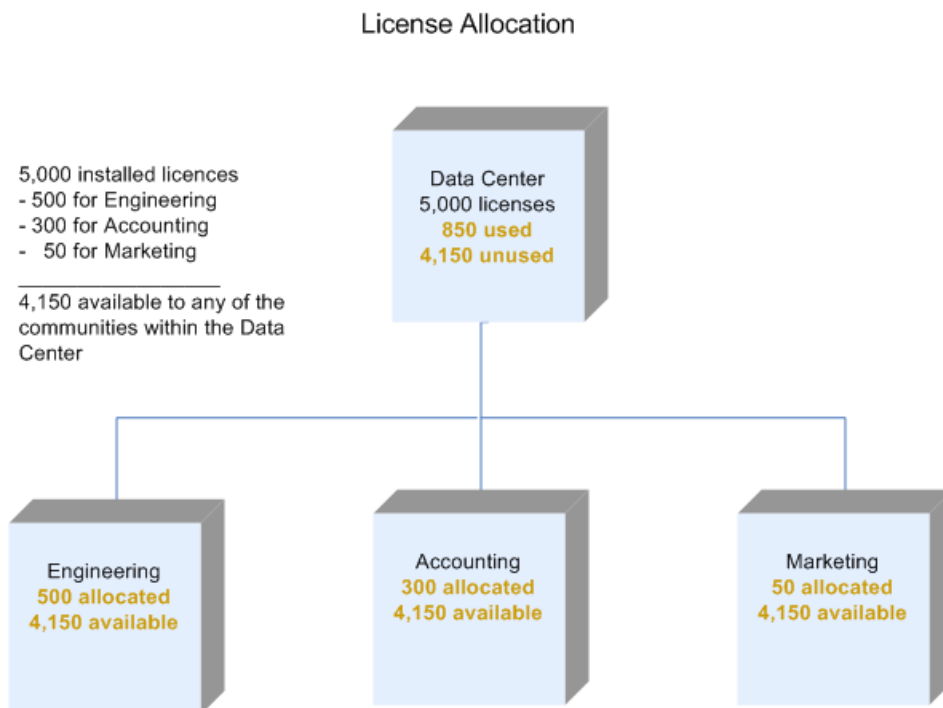 License Allocation
5,000 installed licences
- 500 for Engineering
- 300 for Accounting
-   50 for Marketing
4,150 available to any of the
communities within the Data
Center
Data Center
5,000 licenses
850 used
4,150 unused
Engineering
500 allocated
4,150 available
Accounting
300 allocated
4,150 available
Marketing
50 allocated
4,150 available